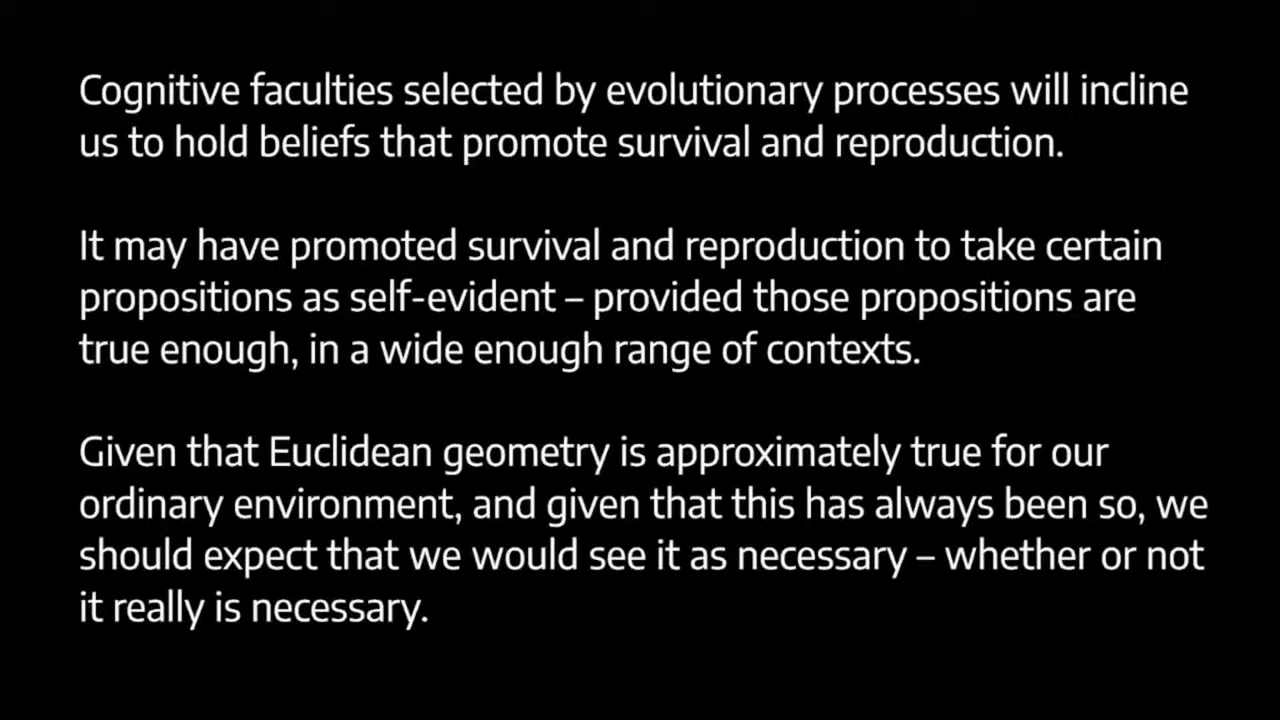 Cognitive faculties selected by evolutionary processes will incline
us to hold beliefs that promote survival and reproduction.
It may have promoted survival and reproduction to take certain
propositions as self-evident – provided those propositions are
true enough, in a wide enough range of contexts.
Given that Euclidean geometry is approximately true for our
ordinary environment, and given that this has always been so, we
should expect that we would see it as necessary – whether or not
it really is necessary.